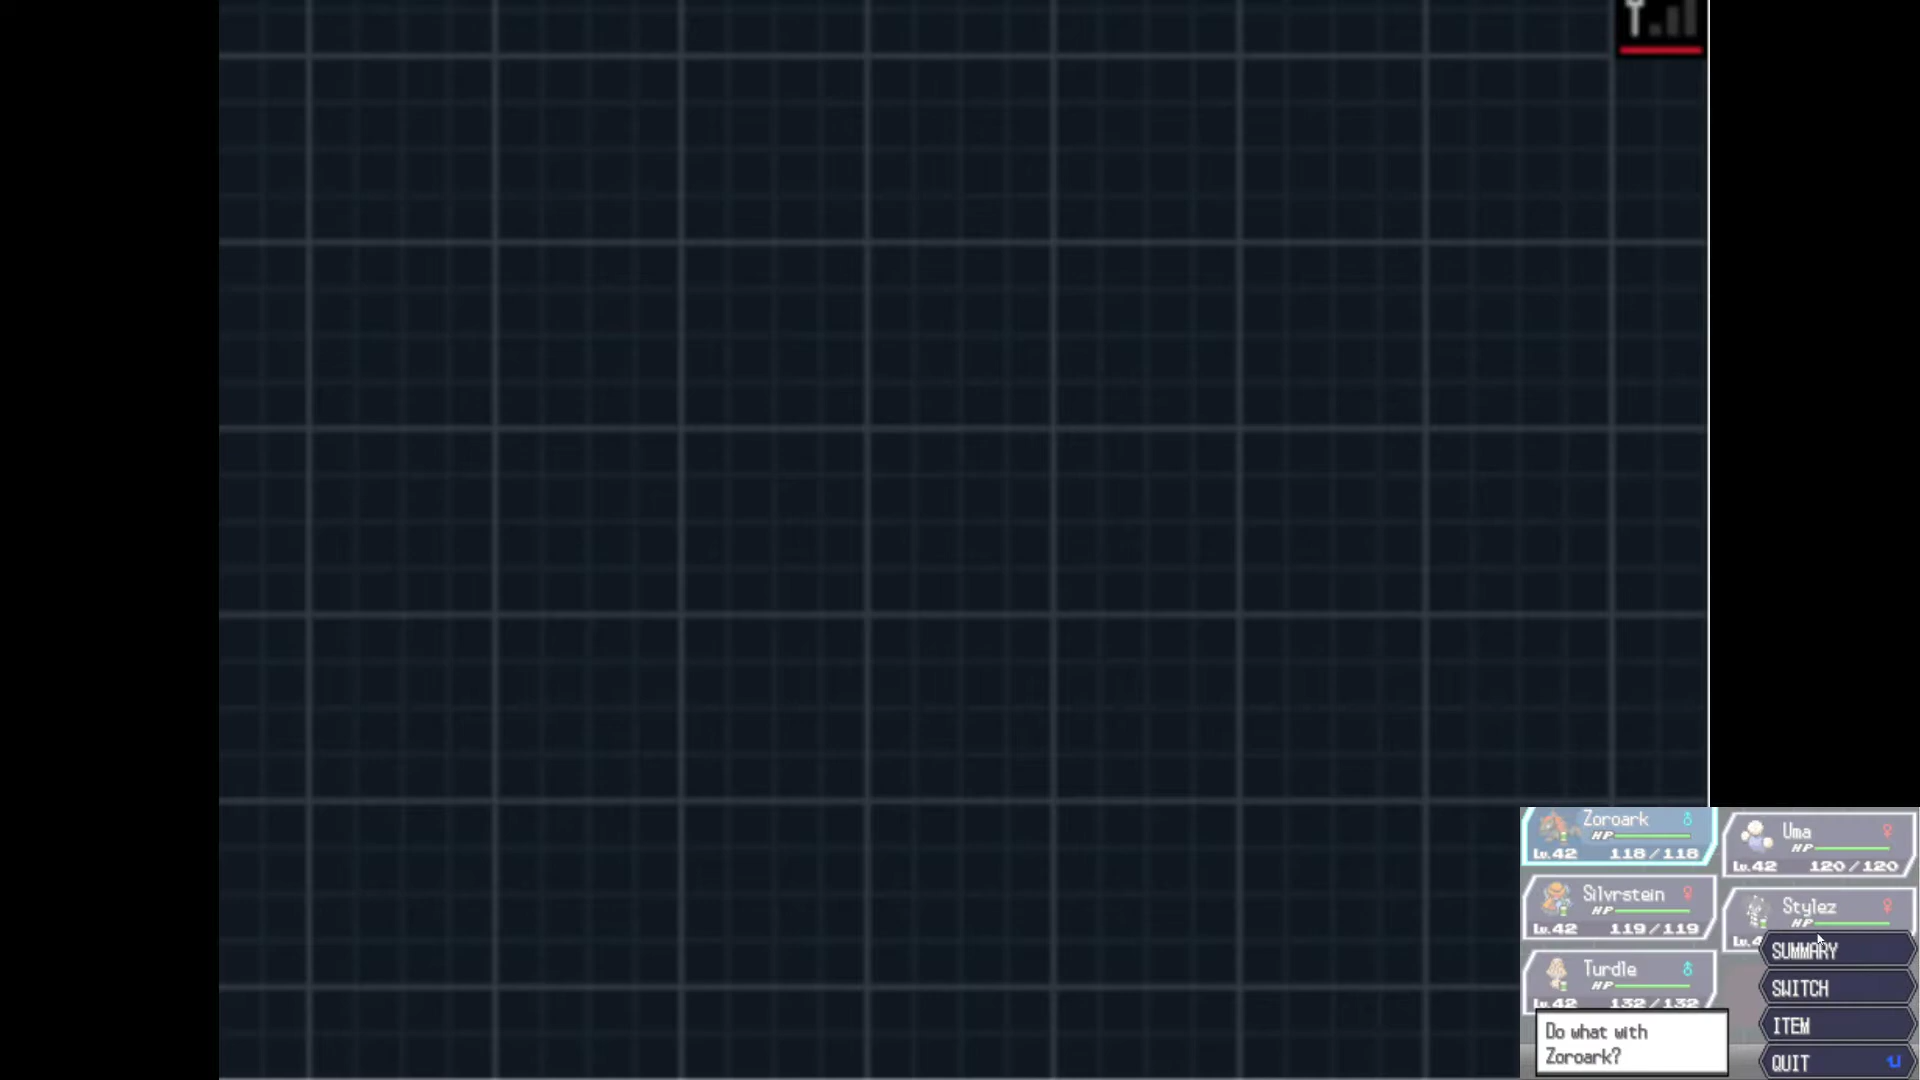 Zoroark ♂
HP
Lv.42 118/118
Uma ♀
HP
Lv.42 120/120
Silvrstein ♀
HP
Lv.42 119/119
Stylez ♀
HP
Turdle ♂
HP
Lv.42 132/132
SUMMARY
SWITCH
ITEM
QUIT
Do what with
Zoroark?